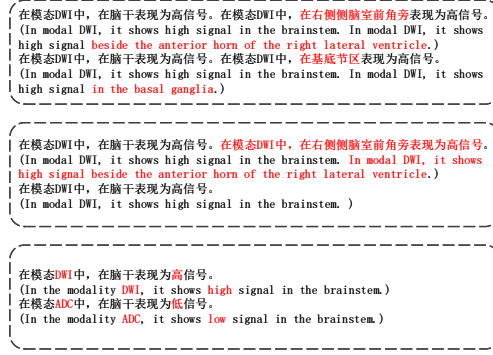 在模态DWI中，在脑干表现为高信号。在模态DWI中，在右侧侧脑室前角旁表现为高信号。
(In modal DWI, it shows high signal in the brainstem. In modal DWI, it shows
high signal beside the anterior horn of the right lateral ventricle.)
在模态DWI中，在脑干表现为高信号。在模态DWI中，在基底节区表现为高信号。
(In modal DWI, it shows high signal in the brainstem. In modal DWI, it shows
high signal in the basal ganglia.)
在模态DWI中，在脑干表现为高信号。在模态DWI中，在右侧侧脑室前角旁表现为高信号。
(In modal DWI, it shows high signal in the brainstem. In modal DWI, it shows
high signal beside the anterior horn of the right lateral ventricle.)
在模态DWI中，在脑干表现为高信号。
(In modal DWI, it shows high signal in the brainstem. )
在模态DWI中，在脑干表现为高信号。
(In the modality DWI, it shows high signal in the brainstem.)
在模态ADC中，在脑干表现为低信号。
(In the modality ADC, it shows low signal in the brainstem.)